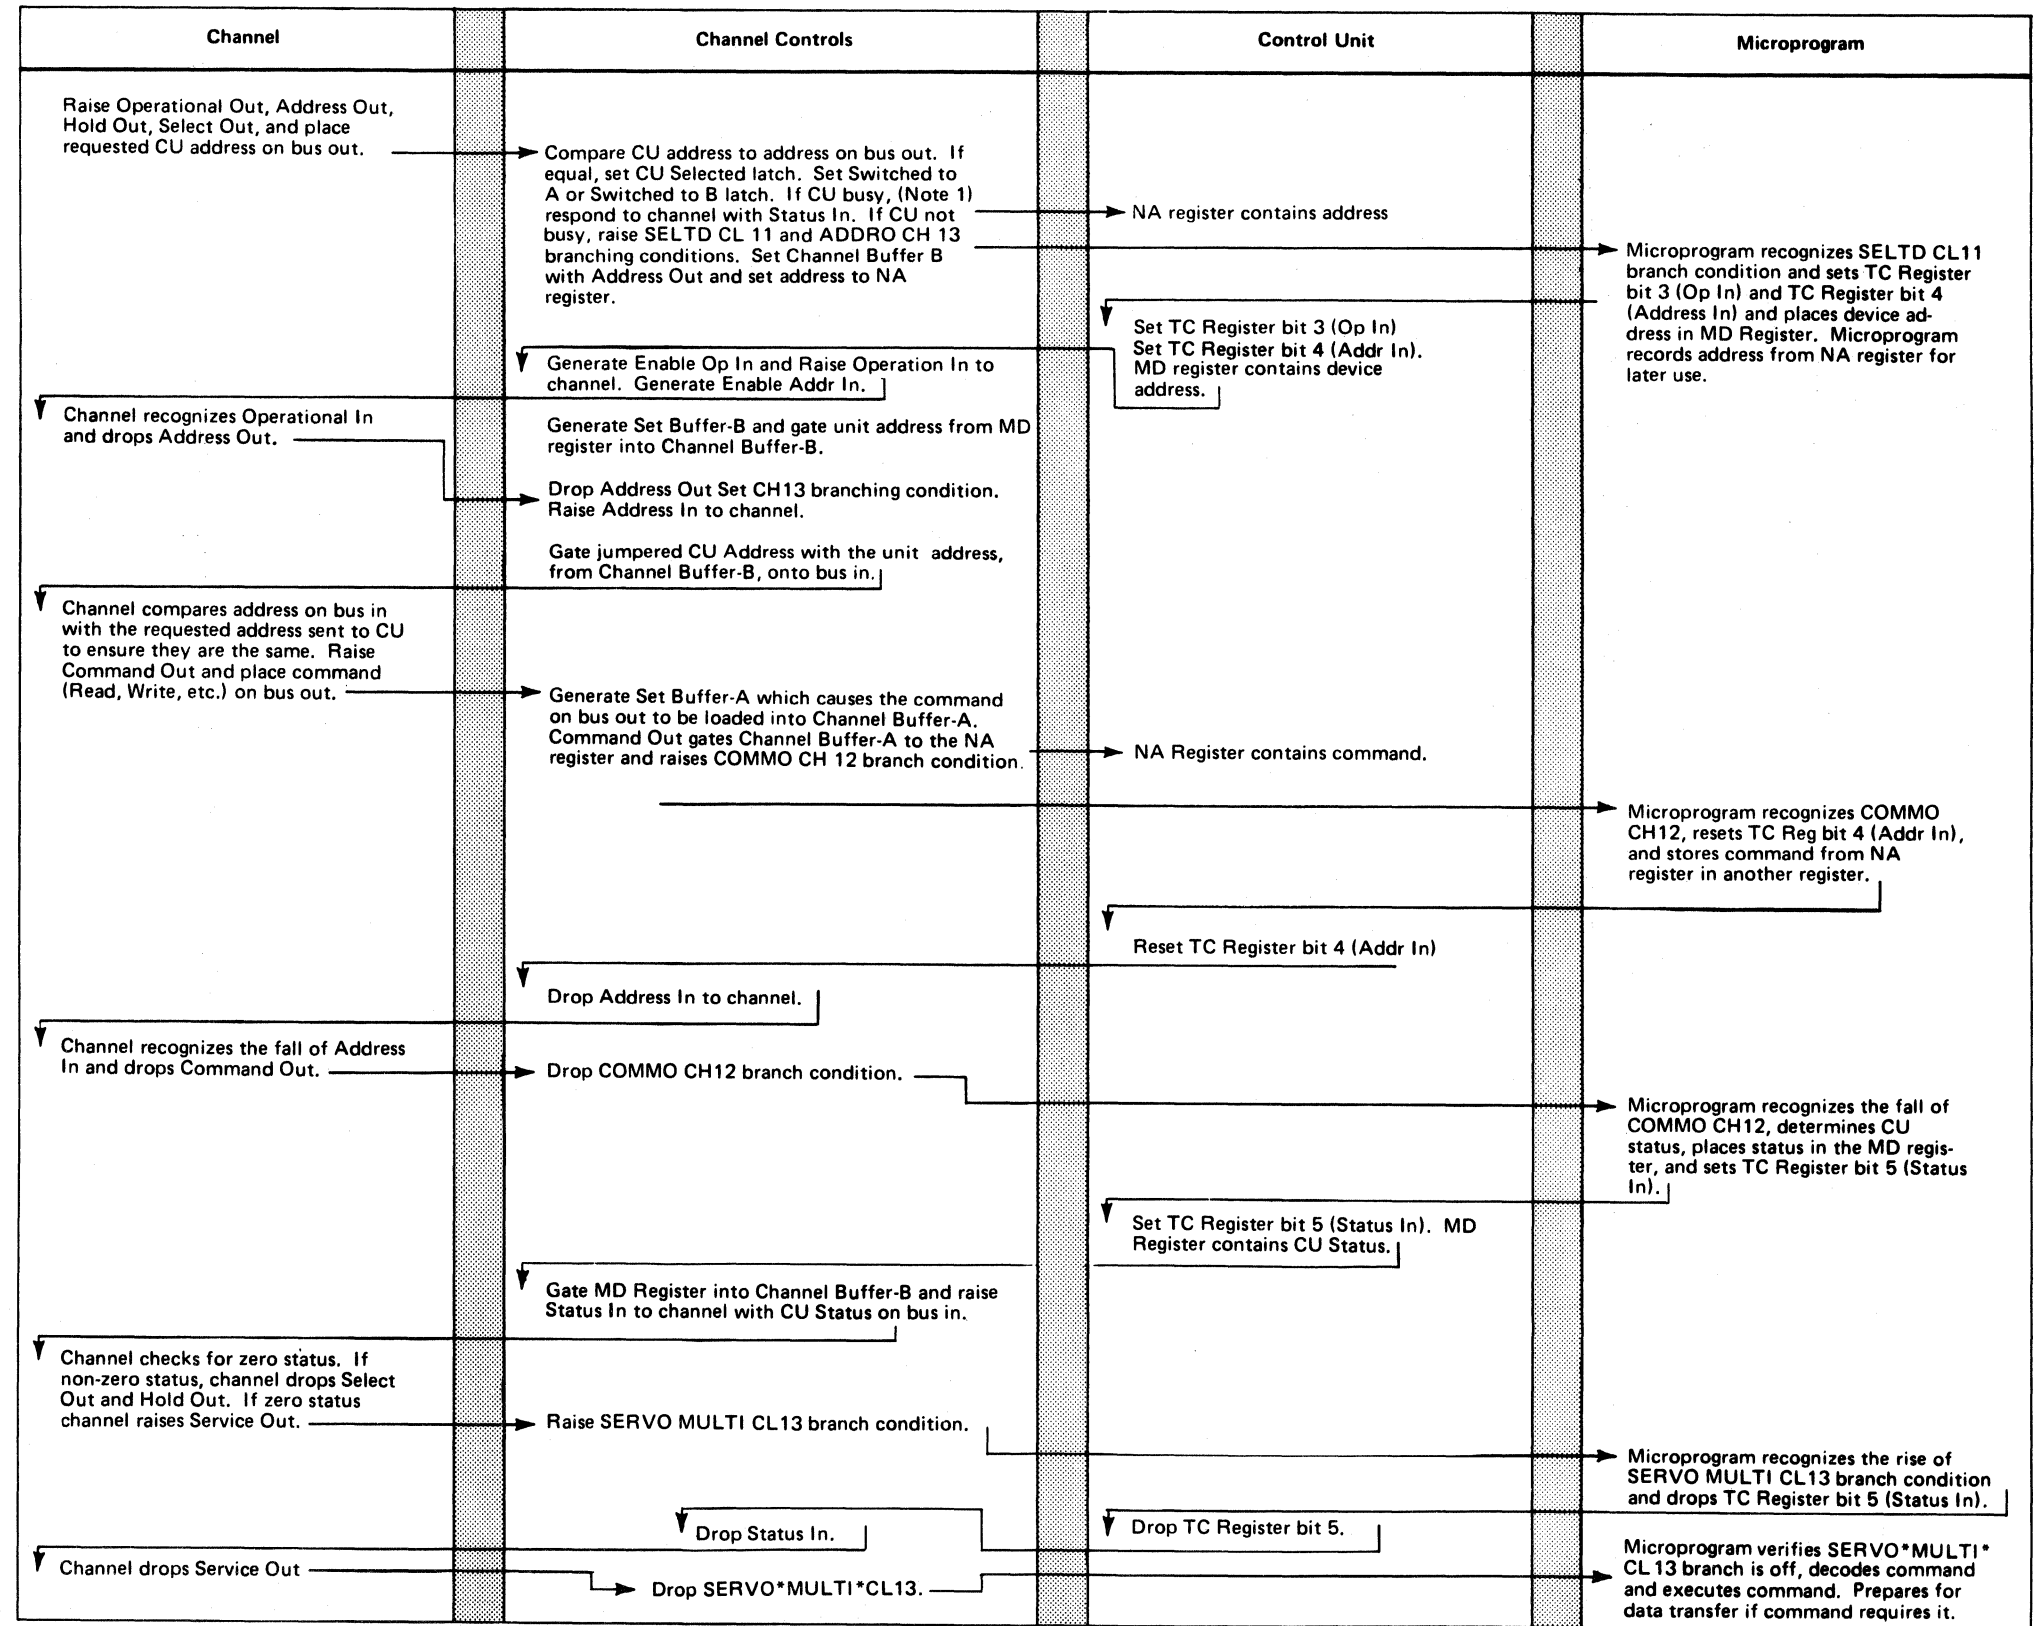 Channel
Channel Controls
Control Unit
Microprogram
Raise Operational Out, Address Out,
Hold Out, Select Out, and place
requested CU address on bus out.
Compare CU address to address on bus out. If
equal, set CU Selected latch. Set Switched to
A or Switched to B latch. If CU busy, (Note 1)
respond to channel with Status In. If CU not
busy, raise SELTD CL 11 and ADDRO CH 13
branching conditions. Set Channel Buffer B
with Address Out and set address to NA
register.
NA register contains address
Microprogram recognizes SELTD CL11
branch condition and sets TC Register
bit 3 (Op In) and TC Register bit 4
(Address In) and places device ad-
dress in MD Register. Microprogram
records address from NA register for
later use.
Set TC Register bit 3 (Op In)
Set TC Register bit 4 (Addr In).
MD register contains device
address.
Generate Enable Op In and Raise Operation In to
channel. Generate Enable Addr In.
Channel recognizes Operational In
and drops Address Out.
Generate Set Buffer-B and gate unit address from MD
register into Channel Buffer-B.
Drop Address Out Set CH13 branching condition.
Raise Address In to channel.
Gate jumpered CU Address with the unit address,
from Channel Buffer-B, onto bus in.
Channel compares address on bus in
with the requested address sent to CU
to ensure they are the same. Raise
Command Out and place command
(Read, Write, etc.) on bus out.
Generate Set Buffer-A which causes the command
on bus out to be loaded into Channel Buffer-A.
Command Out gates Channel Buffer-A to the NA
register and raises COMMO CH 12 branch condition.
NA Register contains command.
Microprogram recognizes COMMO
CH12, resets TC Reg bit 4 (Addr In),
and stores command from NA
register in another register.
Reset TC Register bit 4 (Addr In)
Drop Address In to channel.
Channel recognizes the fall of Address
In and drops Command Out.
Drop COMMO CH12 branch condition.
Microprogram recognizes the fall of
COMMO CH12, determines CU
status, places status in the MD regis-
ter, and sets TC Register bit 5 (Status
In).
Set TC Register bit 5 (Status In). MD
Register contains CU Status.
Gate MD Register into Channel Buffer-B and raise
Status In to channel with CU Status on bus in.
Channel checks for zero status. If
non-zero status, channel drops Select
Out and Hold Out. If zero status
channel raises Service Out.
Raise SERVO MULTI CL13 branch condition.
Microprogram recognizes the rise of
SERVO MULTI CL13 branch condition
and drops TC Register bit 5 (Status In).
Drop TC Register bit 5.
Drop Status In.
Channel drops Service Out
Drop SERVO*MULTI*CL13.
Microprogram verifies SERVO*MULTI*
CL13 branch is off, decodes command
and executes command. Prepares for
data transfer if command requires it.